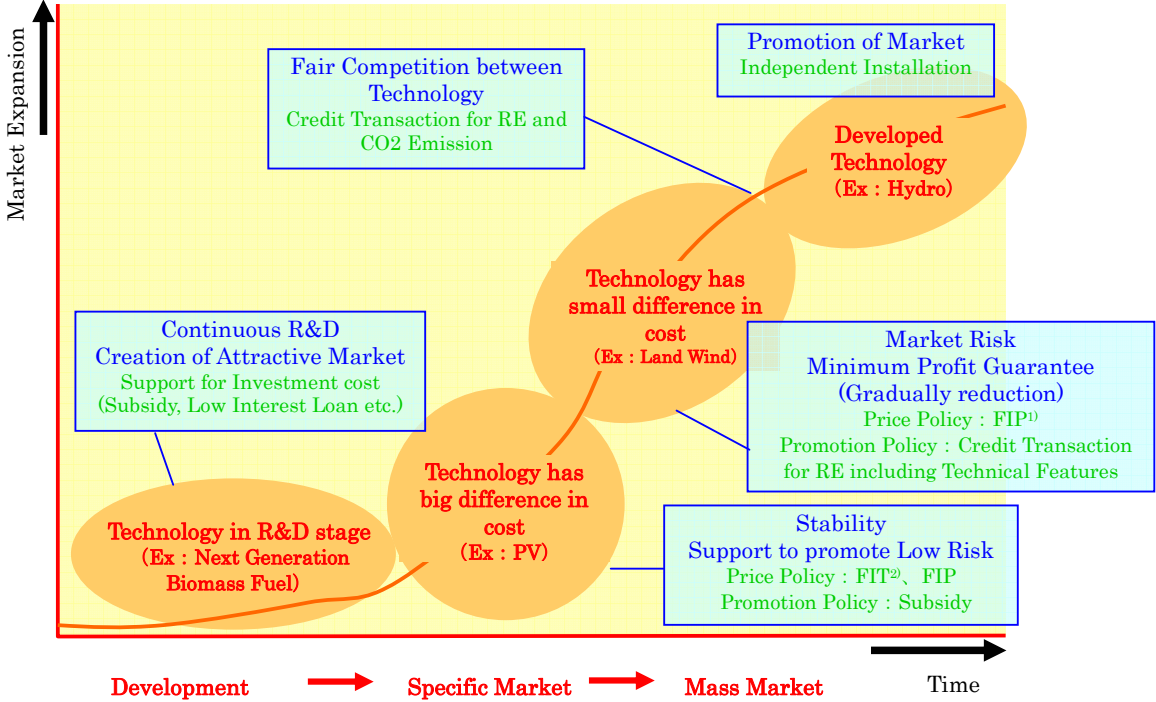 Market Expansion
Promotion of Market
Independent Installation
Fair Competition between
Technology
Credit Transaction for RE and
CO2 Emission
Developed
Technology
(Ex：Hydro)
Technology has
small difference in
cost
(Ex：Land Wind)
Continuous R&D
Creation of Attractive Market
Support for Investment cost
(Subsidy, Low Interest Loan etc.)
Market Risk
Minimum Profit Guarantee
(Gradually reduction)
Price Policy：FIP1)
Promotion Policy：Credit Transaction
for RE including Technical Features
Technology has
big difference in
cost
(Ex：PV)
Technology in R&D stage
(Ex：Next Generation
Biomass Fuel)
Stability
Support to promote Low Risk
Price Policy：FIT2)、FIP
Promotion Policy：Subsidy
Development
Specific Market
Mass Market
Time